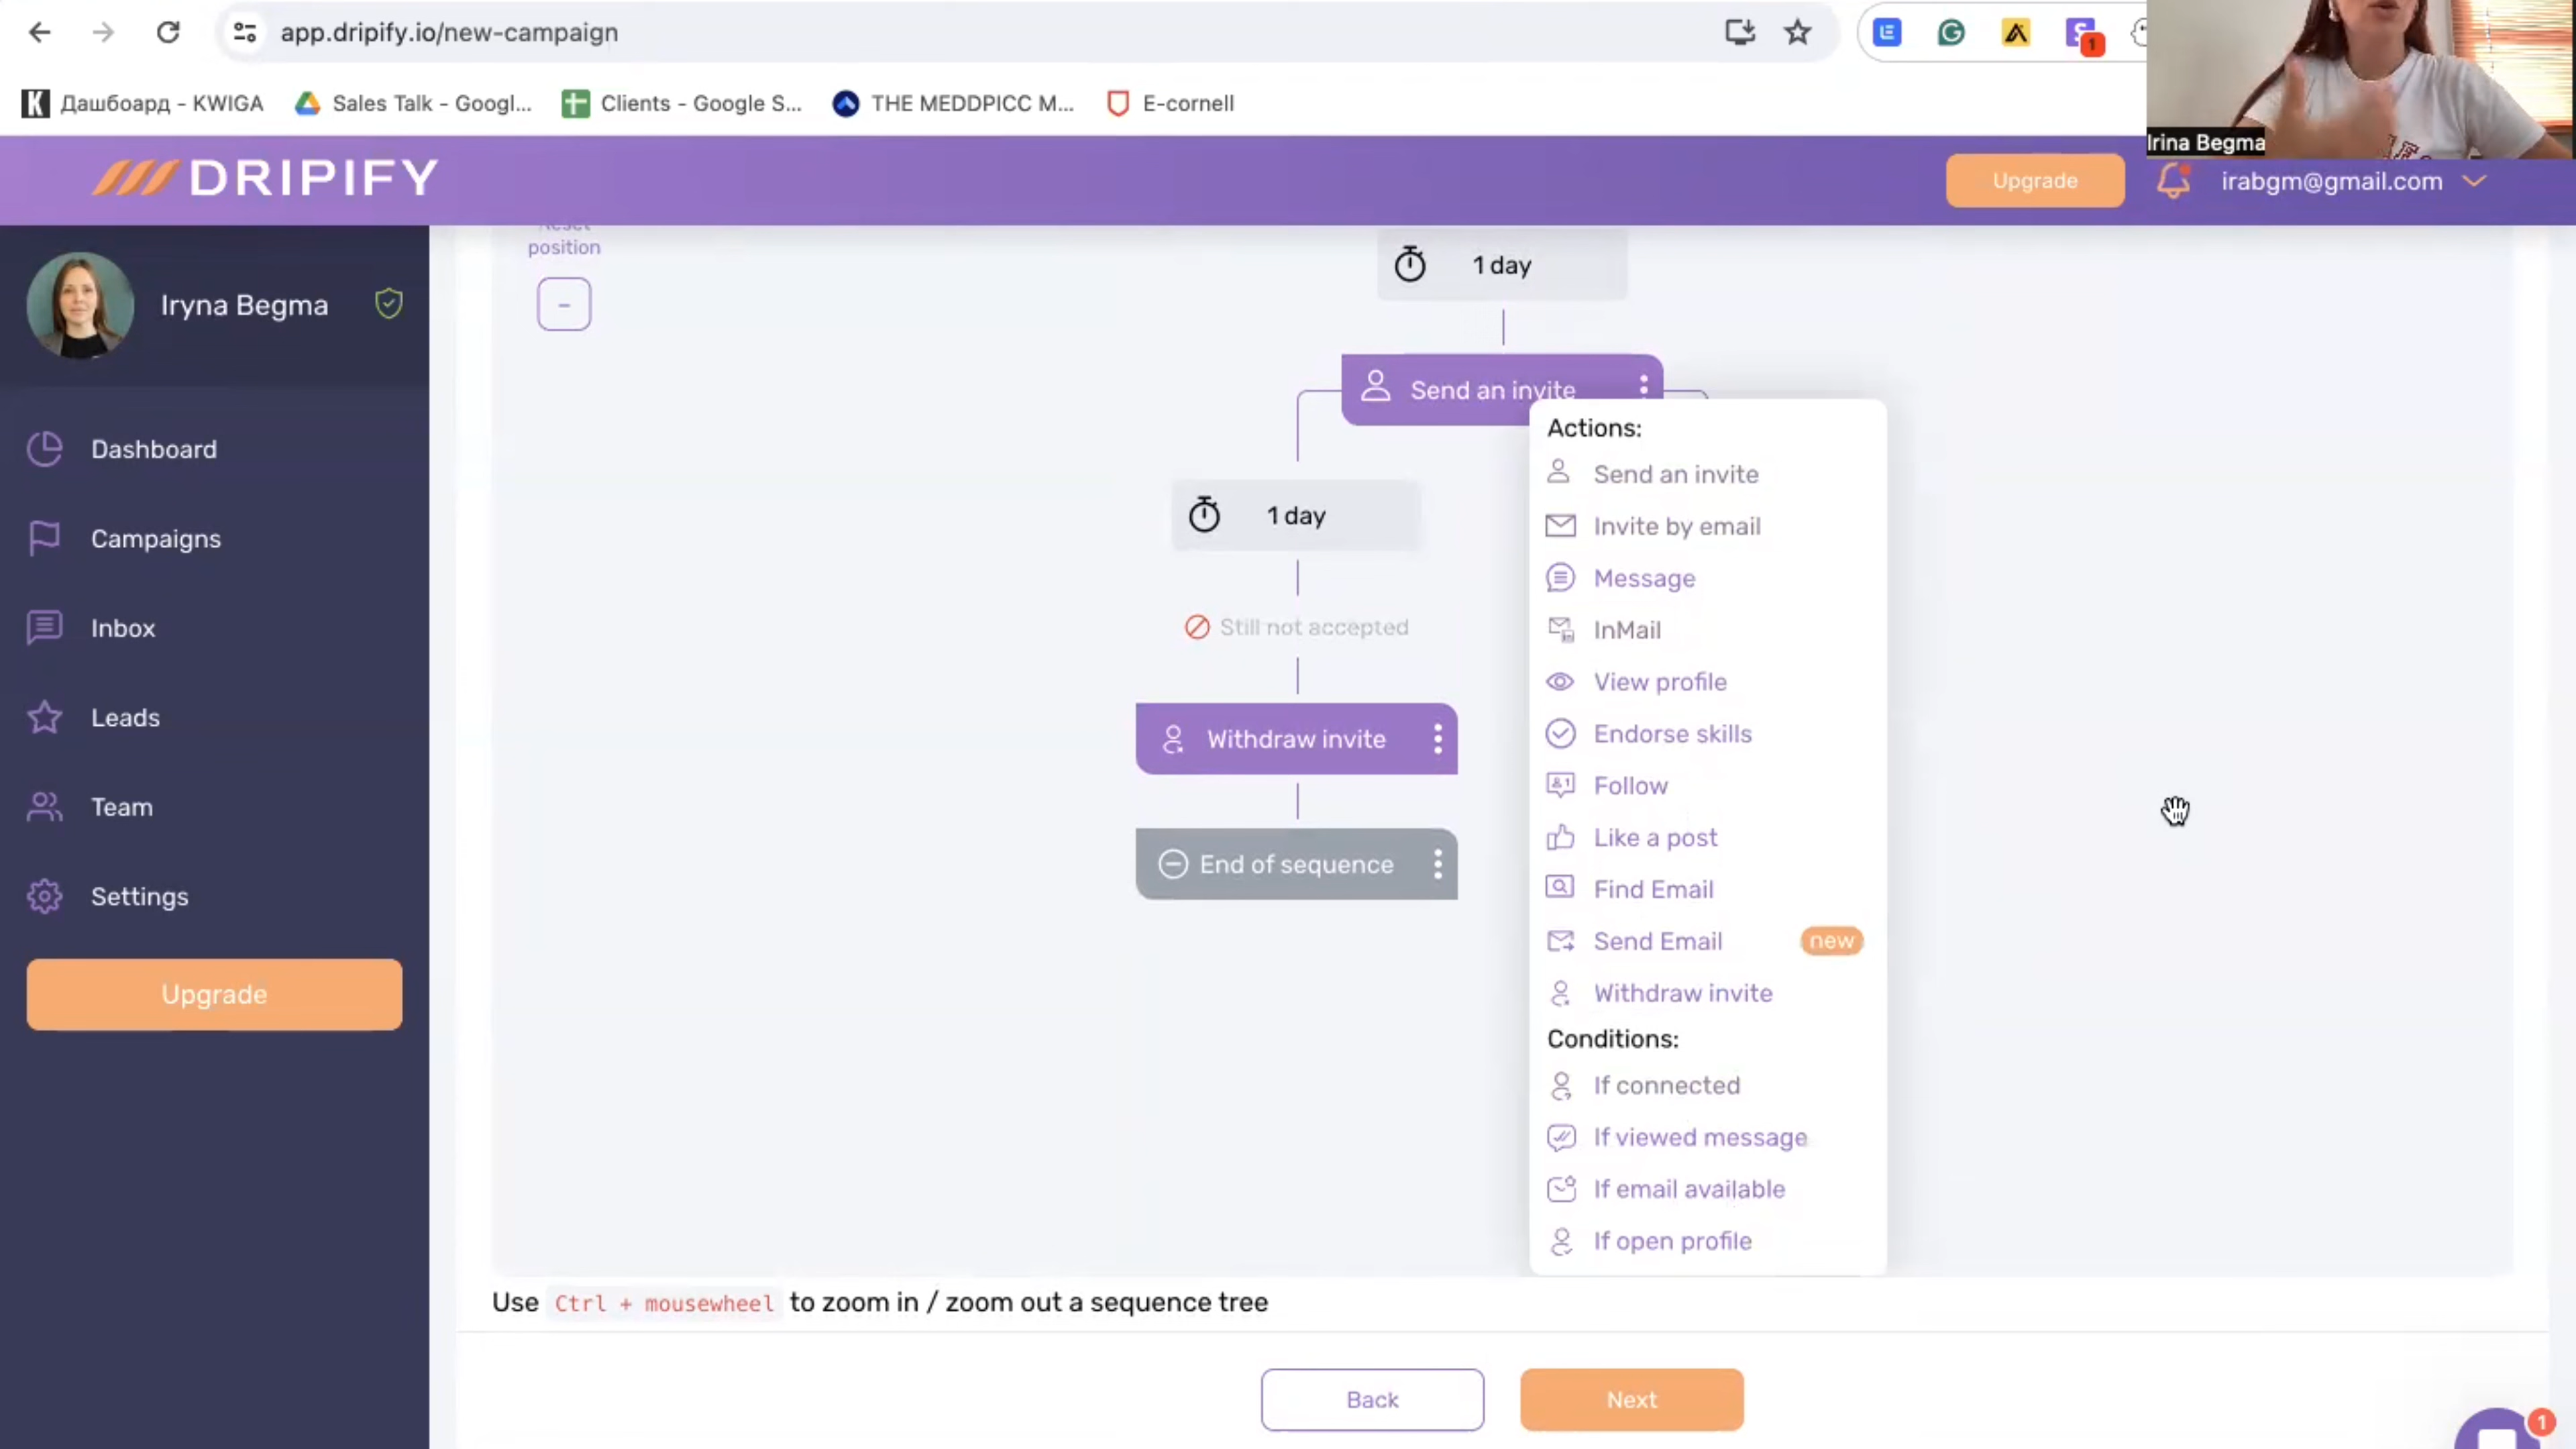 app.dripify.io/new-campaign
1
Дашбоард - KWIGA
Sales Talk - Googl...
Clients - Google S...
THE MEDDPICC M...
E-cornell
Irina Begma
DRIPIFY
Upgrade
irabgm@gmail.com
Iryna Begma
Dashboard
Campaigns
Inbox
Leads
Team
Settings
Upgrade
Reset
position
-
1 day
Send an invite
1 day
Still not accepted
Withdraw invite
End of sequence
Actions:
Send an invite
Invite by email
Message
InMail
View profile
Endorse skills
Follow
Like a post
Find Email
Send Email new
Withdraw invite
Conditions:
If connected
If viewed message
If email available
If open profile
Use Ctrl + mousewheel to zoom in / zoom out a sequence tree
Back
Next
1